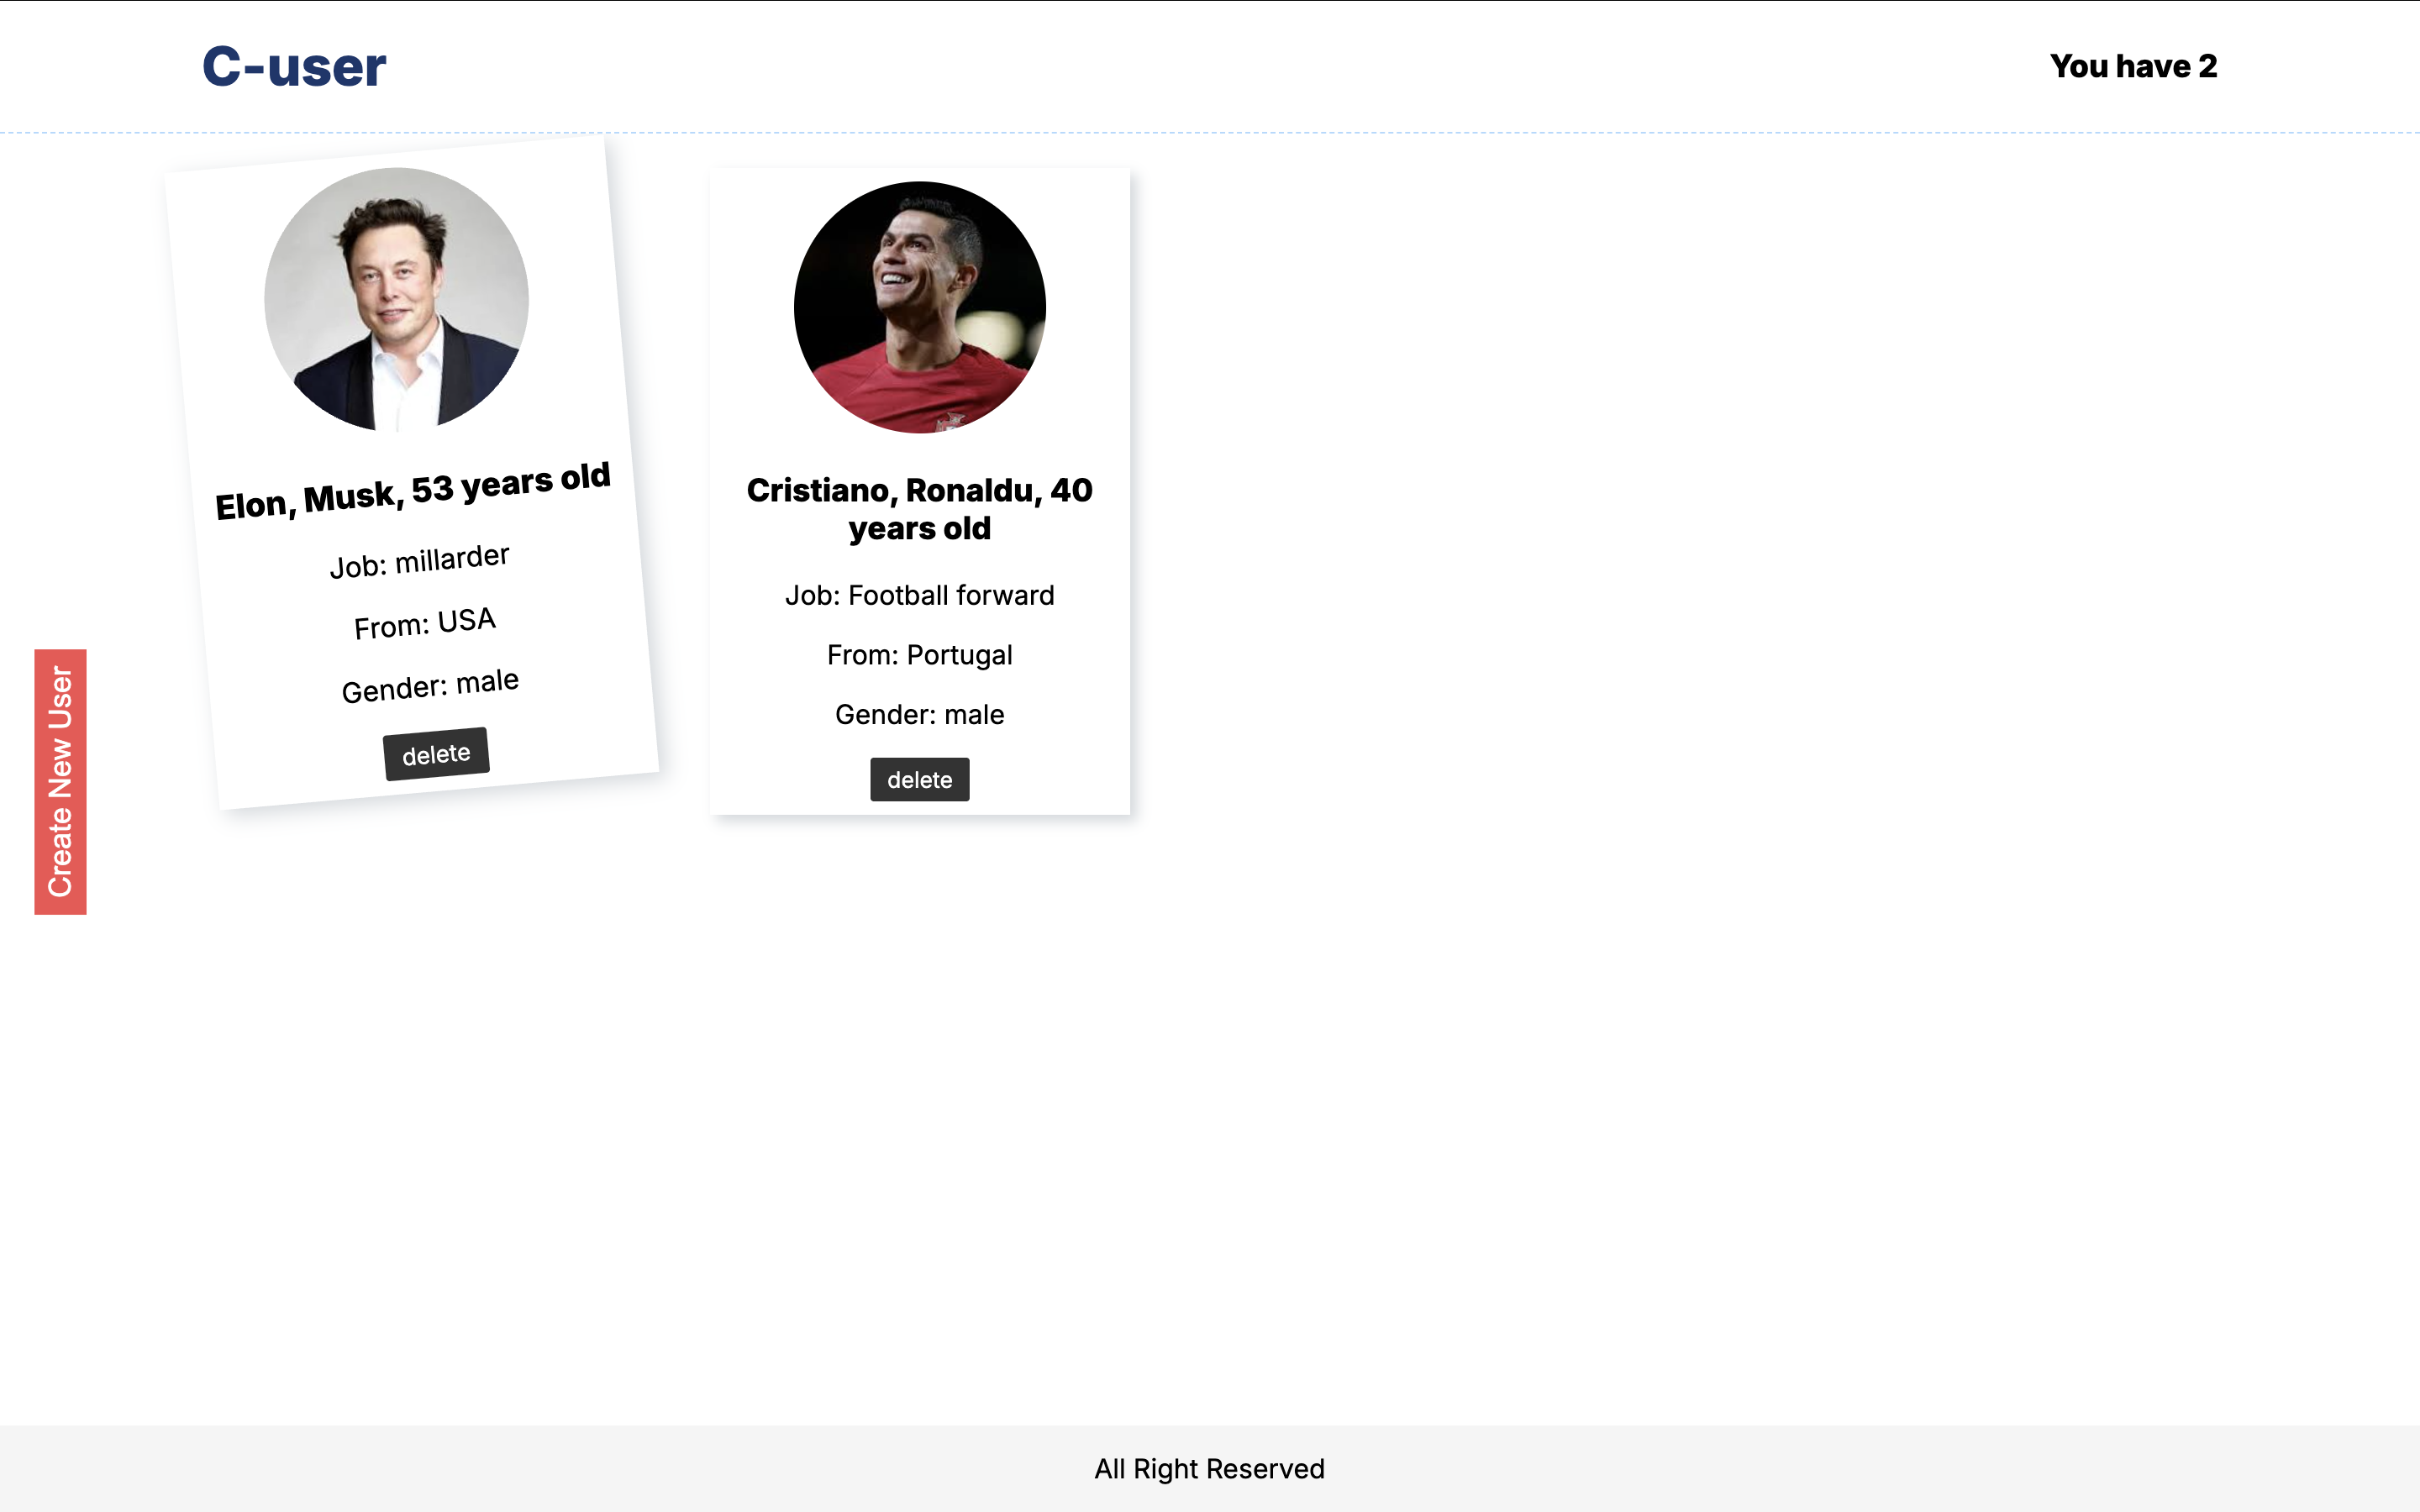 C-user
You have 2
Elon, Musk, 53 years old
Job: millarder
From: USA
Gender: male
delete
Cristiano, Ronaldu, 40
years old
Job: Football forward
From: Portugal
Gender: male
delete
Create New User
All Right Reserved